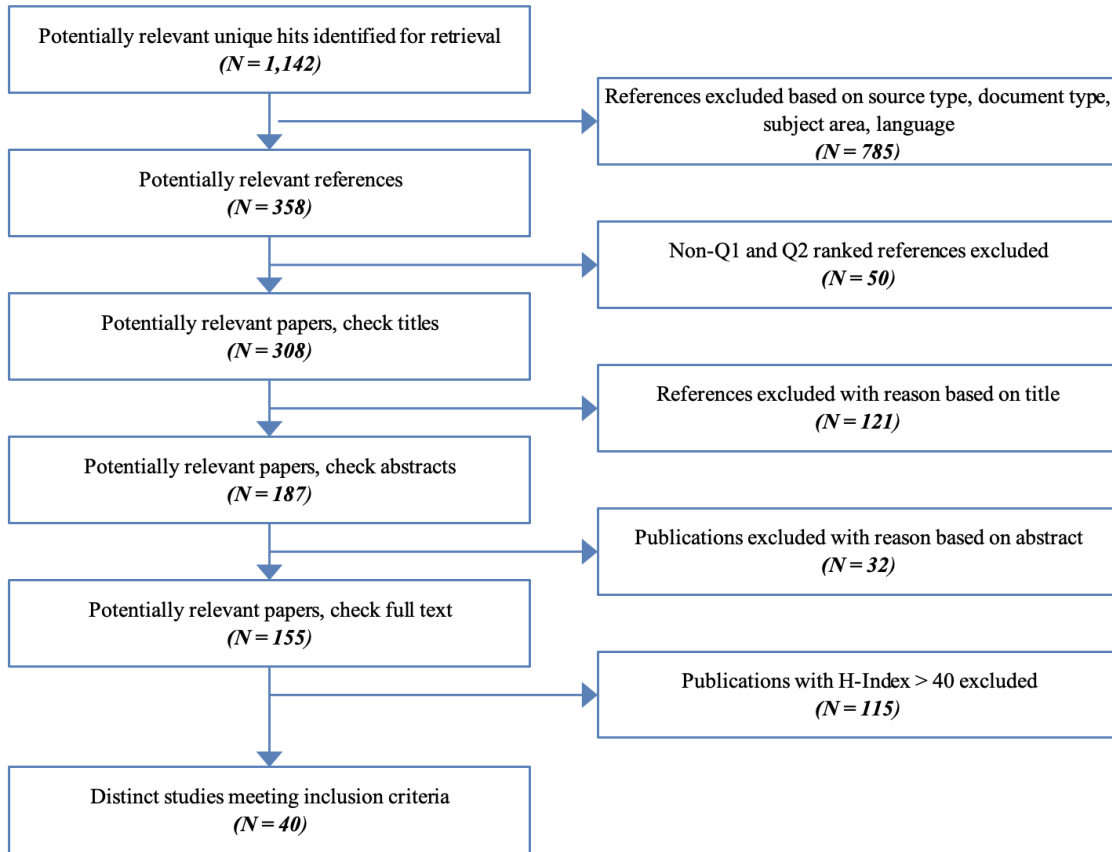 Potentially relevant unique hits identified for retrieval
(N = 1,142)
References excluded based on source type, document type,
subject area, language
(N = 785)
Potentially relevant references
(N = 358)
Non-Q1 and Q2 ranked references excluded
(N = 50)
Potentially relevant papers, check titles
(N = 308)
References excluded with reason based on title
(N = 121)
Potentially relevant papers, check abstracts
(N = 187)
Publications excluded with reason based on abstract
(N = 32)
Potentially relevant papers, check full text
(N = 155)
Publications with H-Index > 40 excluded
(N = 115)
Distinct studies meeting inclusion criteria
(N = 40)